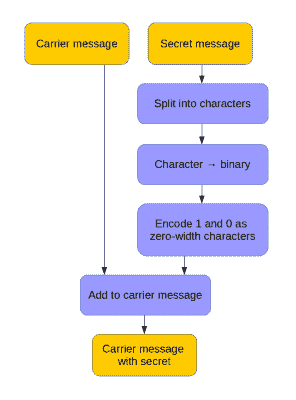 Carrier message
Secret message
Split into characters
Character → binary
Encode 1 and 0 as
zero-width characters
Add to carrier message
Carrier message
with secret